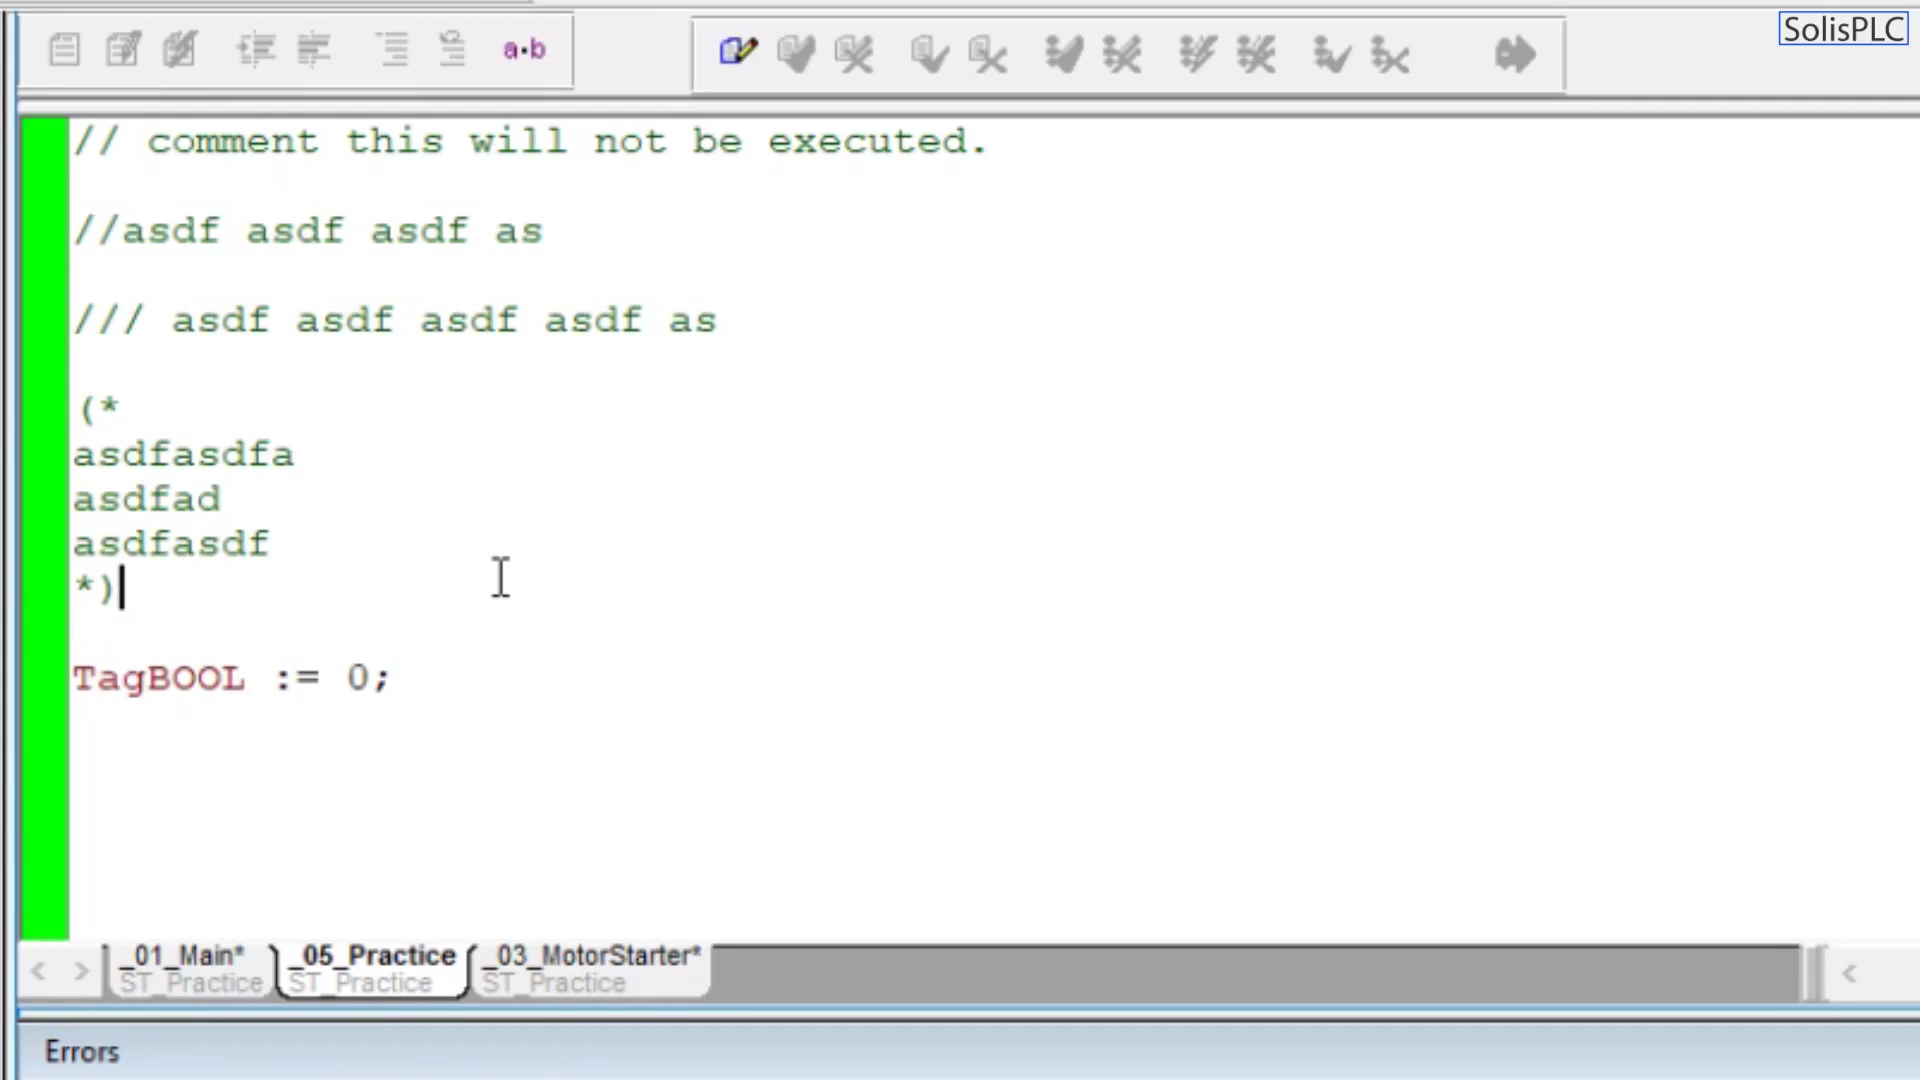 SolisPLC
a·b
// comment this will not be executed.
//asdf asdf asdf as
/// asdf asdf asdf asdf as
(*
asdfasdfa
asdfad
asdfasdf
*)
TagBOOL := 0;
_01_Main* _05_Practice _03_MotorStarter*
ST_Practice ST_Practice ST_Practice
Errors